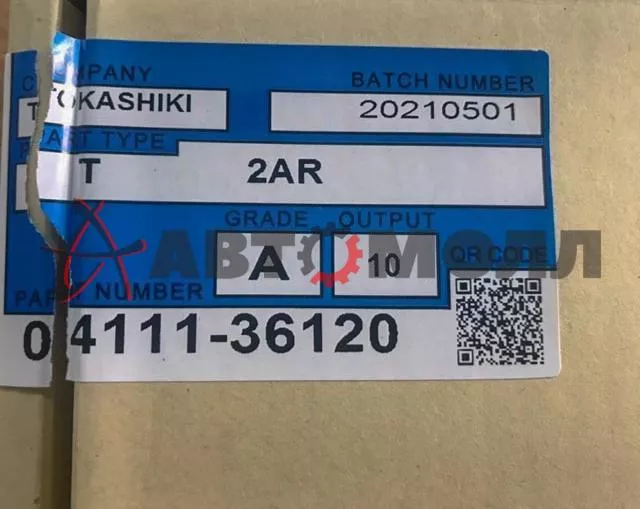 COMPANY
TOKASHIKI
BATCH NUMBER
20210501
PART TYPE
T 2AR
GRADE
A
OUTPUT
10
QR CODE
АВТОМОЛЛ
PART NUMBER
04111-36120